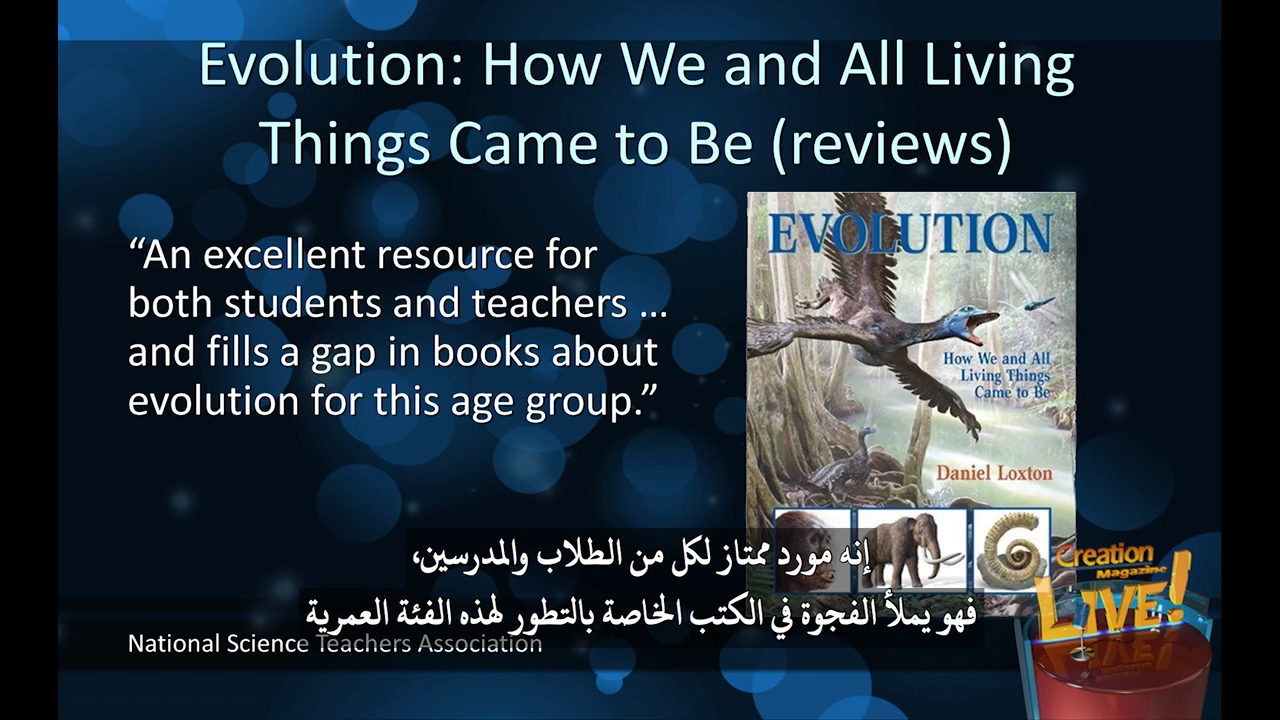 Evolution: How We and All Living
Things Came to Be (reviews)
“An excellent resource for
both students and teachers ...
and fills a gap in books about
evolution for this age group.”
EVOLUTION
How We and All
Living Things
Came to Be
Daniel Loxton
إنه مورد ممتاز لكل من الطلاب والمدرسين،
فهو يملأ الفجوة في الكتب الخاصة بالتطور لهذه الفئة العمرية
National Science Teachers Association
Creation
Magazine
LIVE!